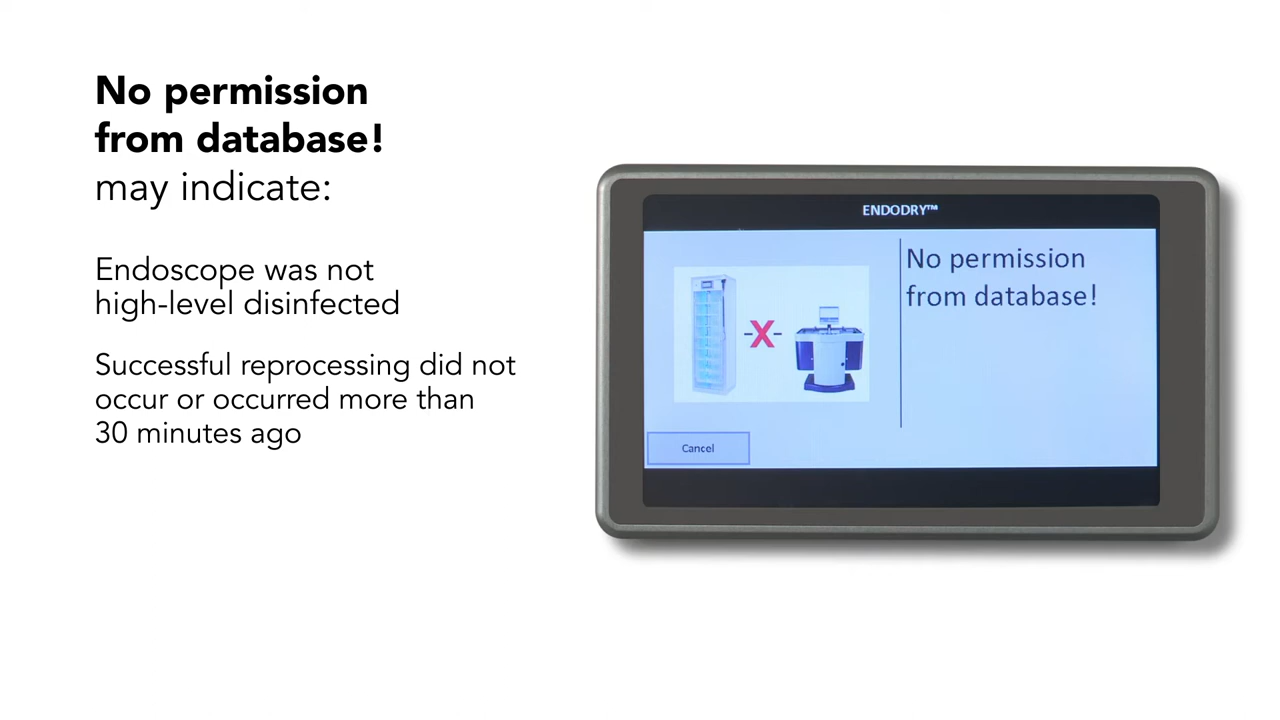 No permission
from database!
may indicate:
Endoscope was not
high-level disinfected
Successful reprocessing did not
occur or occurred more than
30 minutes ago
ENDODRY™
No permission
from database!
-X-
Cancel